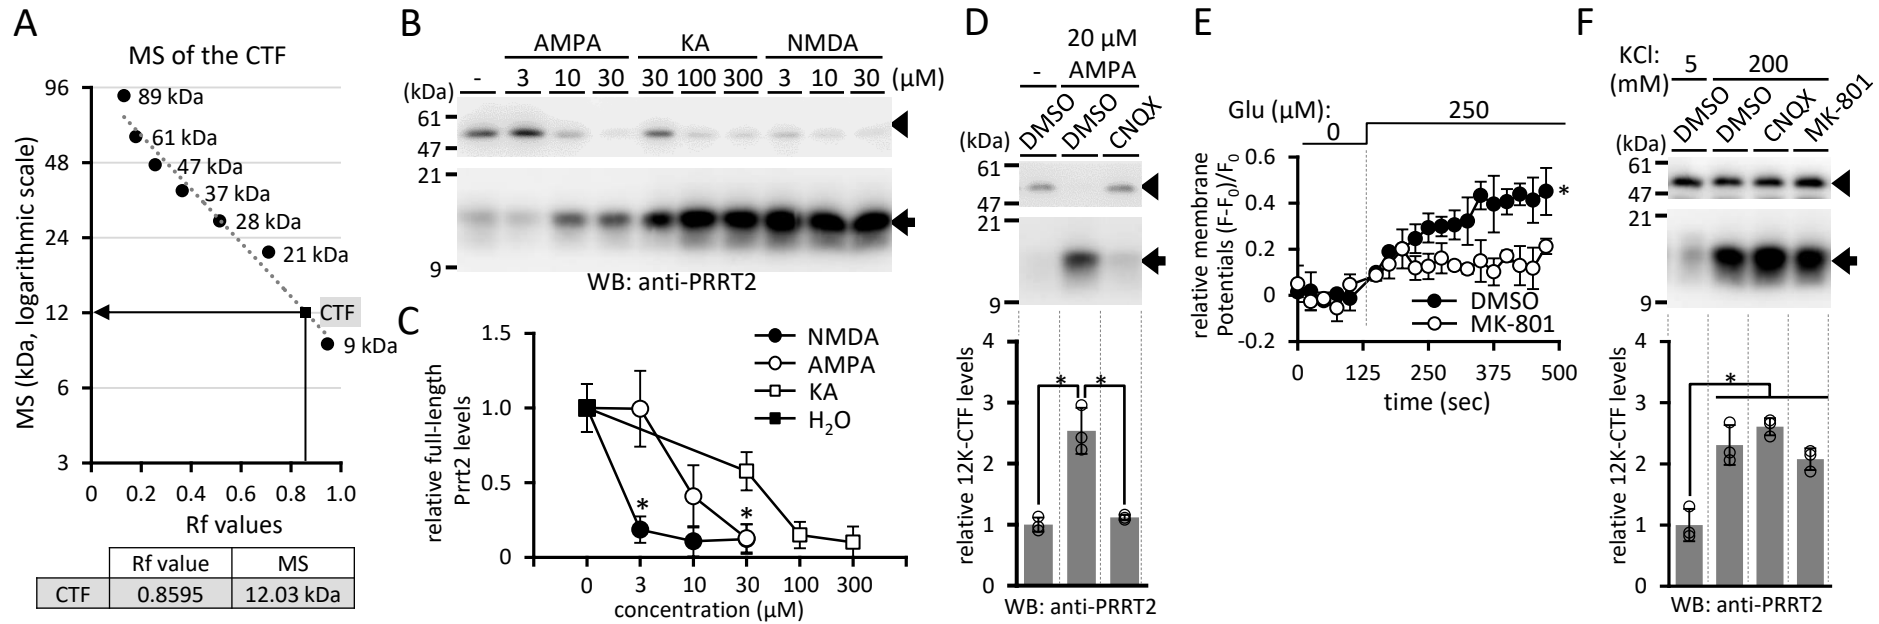 A
MS of the CTF
MS (kDa, logarithmic scale)
96
48
24
12
6
3
89 kDa
61 kDa
47 kDa
37 kDa
28 kDa
21 kDa
CTF
9 kDa
0 0.2 0.4 0.6 0.8 1.0
Rf values
Rf value MS
CTF 0.8595 12.03 kDa
B
AMPA KA NMDA
- 3 10 30 30 100 300 3 10 30 (μM)
(kDa)
61
47
21
9
WB: anti-PRRT2
C
relative full-length
Prrt2 levels
1.5
1.0
0.5
0
NMDA
AMPA
KA
H2O
*
*
0 3 10 30 100 300
concentration (μM)
D
20 μM
- AMPA
DMSO DMSO CNQX
(kDa)
61
47
21
9
relative 12K-CTF levels
4
3
2
1
0
* *
WB: anti-PRRT2
E
Glu (μM):
0 250
relative membrane
Potentials (F-F0)/F0
0.6
0.4
0.2
0
-0.2
*
DMSO
MK-801
0 125 250 375 500
time (sec)
F
KCl:
(mM)
5 200
DMSO DMSO CNQX MK-801
(kDa)
61
47
21
9
relative 12K-CTF levels
4
3
2
1
0
*
WB: anti-PRRT2